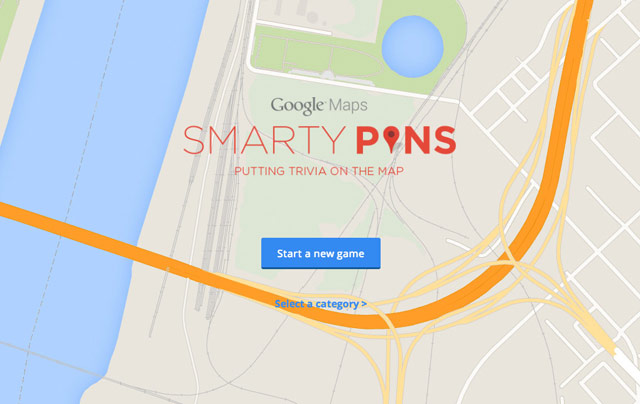 Google Maps
SMARTY PINS
PUTTING TRIVIA ON THE MAP
Start a new game
Select a category >